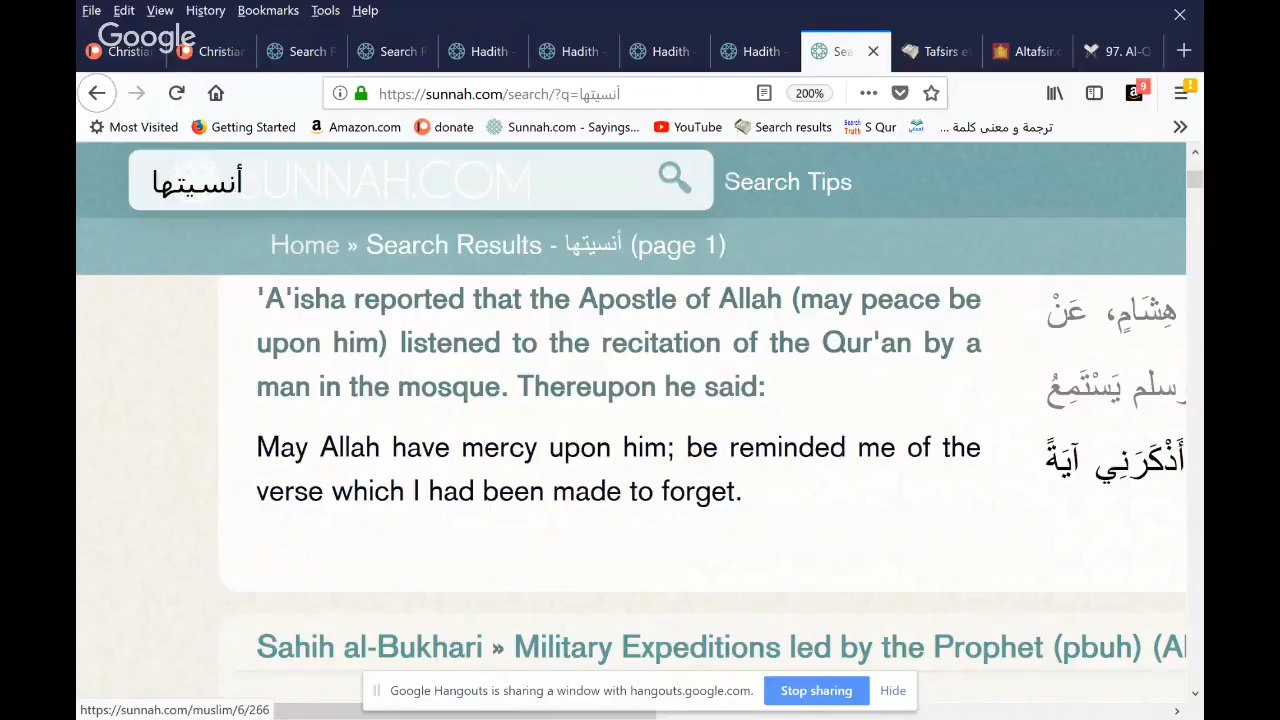 File Edit View History Bookmarks Tools Help
Google
Christian Christian Search R Search R Hadith - Hadith - Hadith - Hadith - Sea Tafsirs et Altafsir.c 97. Al-Q
https://sunnah.com/search/?q=أنسيتها 200% 9
Most Visited Getting Started Amazon.com donate Sunnah.com - Sayings... YouTube Search results Search Truth S Qur ترجمة و معنى كلمة ...
أنسيتها SUNNAH.COM Search Tips
Home » Search Results - أنسيتها (page 1)
'A'isha reported that the Apostle of Allah (may peace be
upon him) listened to the recitation of the Qur'an by a
man in the mosque. Thereupon he said:
May Allah have mercy upon him; be reminded me of the
verse which I had been made to forget.
هِشَامٍ، عَنْ
وسلم يَسْتَمِعُ
أَذْكَرَنِي آيَةً
Sahih al-Bukhari » Military Expeditions led by the Prophet (pbuh) (Al
Google Hangouts is sharing a window with hangouts.google.com. Stop sharing Hide
https://sunnah.com/muslim/6/266